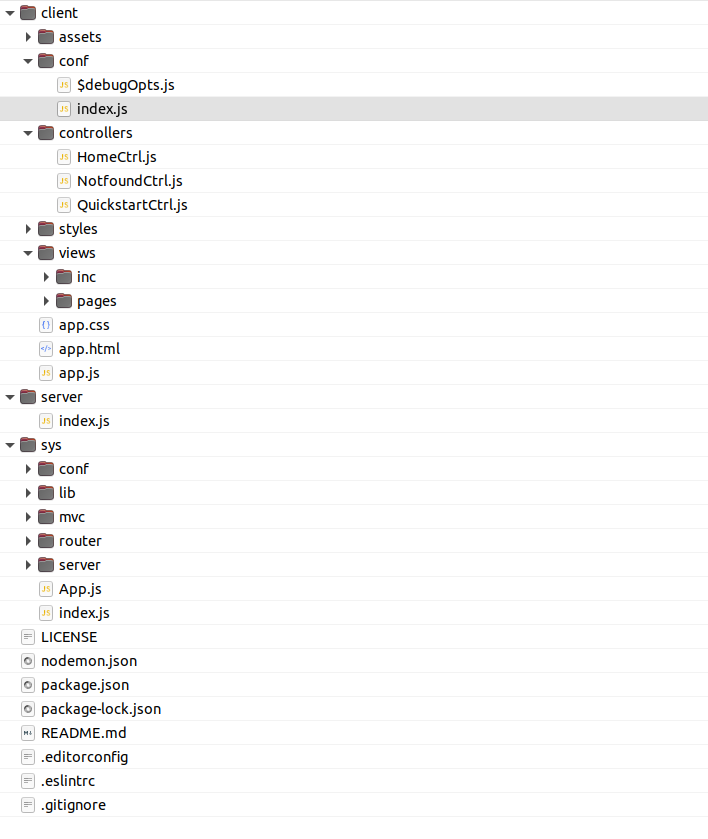 client
assets
conf
$debugOpts.js
index.js
controllers
HomeCtrl.js
NotfoundCtrl.js
QuickstartCtrl.js
styles
views
inc
pages
app.css
app.html
app.js
server
index.js
sys
conf
lib
mvc
router
server
App.js
index.js
LICENSE
nodemon.json
package.json
package-lock.json
README.md
.editorconfig
.eslintrc
.gitignore